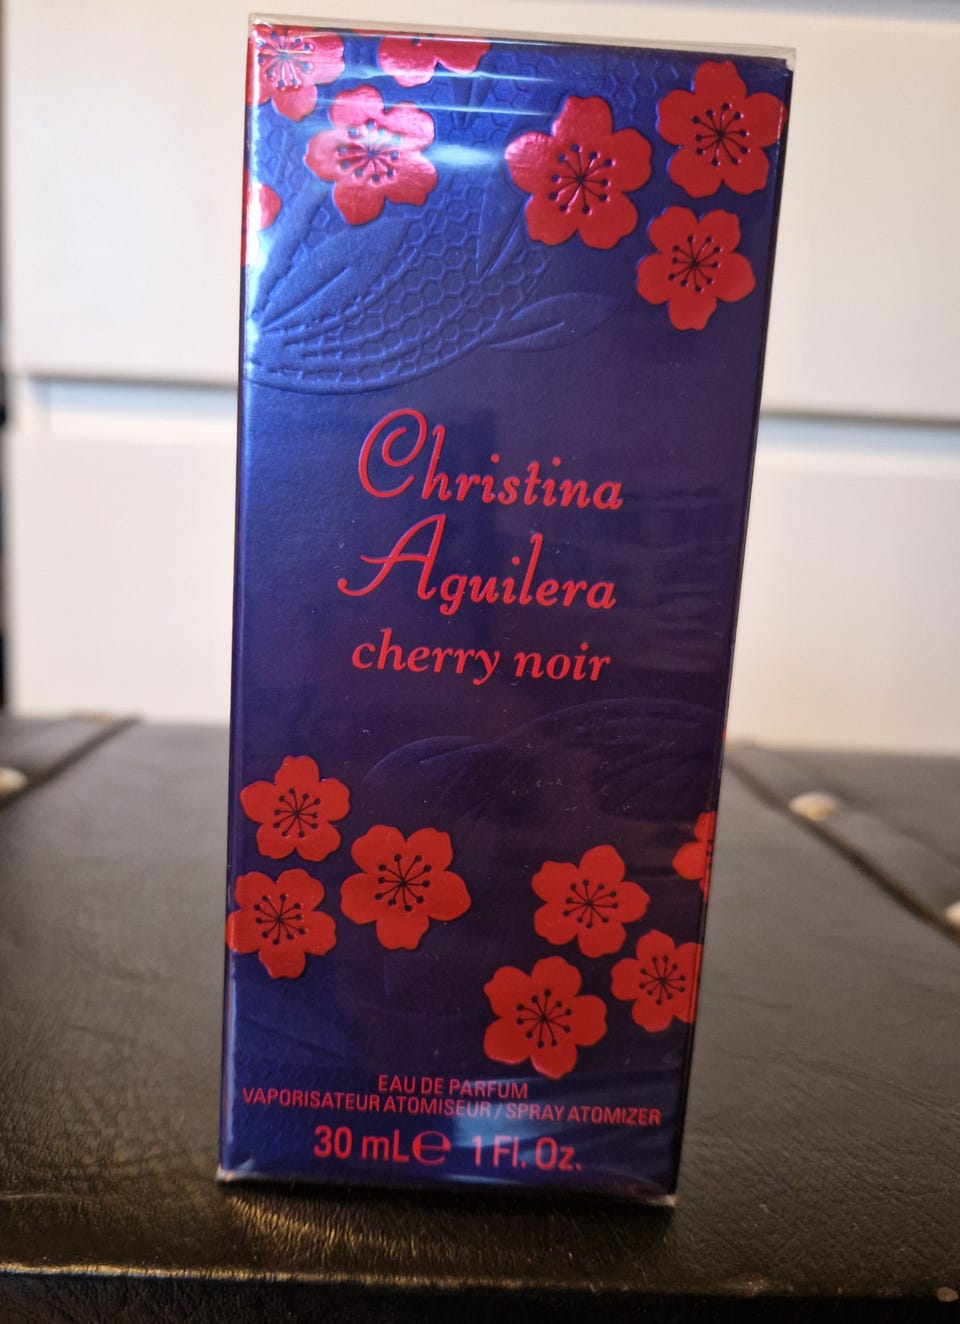 Christina
Aguilera
cherry noir
EAU DE PARFUM
VAPORISATEUR ATOMISEUR / SPRAY ATOMIZER
30 mL℮ 1 Fl. Oz.